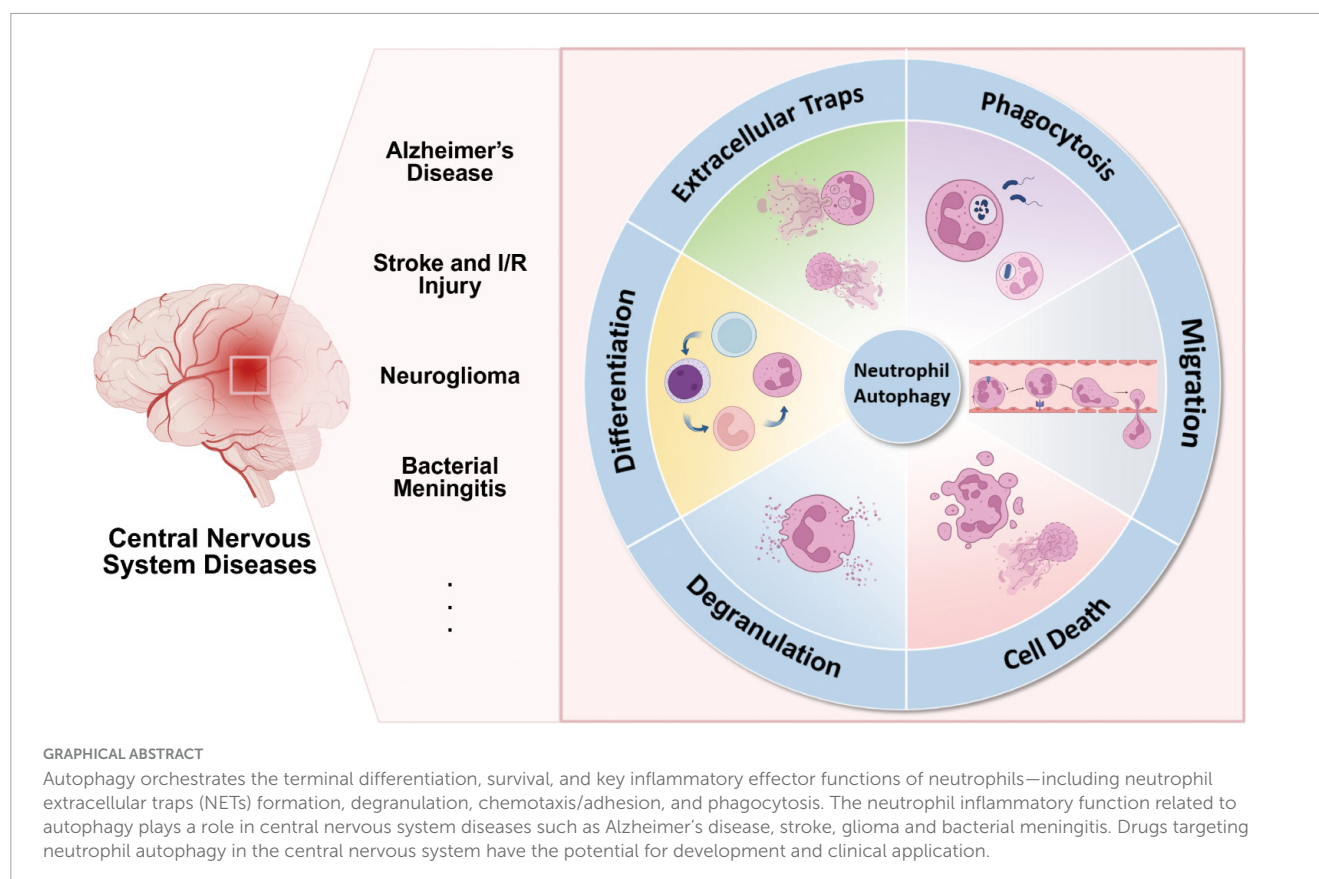 Alzheimer's
Disease
Stroke and I/R
Injury
Neuroglioma
Bacterial
Meningitis
.
.
.
Central Nervous
System Diseases
Extracellular Traps
Phagocytosis
Migration
Cell Death
Degranulation
Differentiation
Neutrophil
Autophagy
GRAPHICAL ABSTRACT
Autophagy orchestrates the terminal differentiation, survival, and key inflammatory effector functions of neutrophils—including neutrophil
extracellular traps (NETs) formation, degranulation, chemotaxis/adhesion, and phagocytosis. The neutrophil inflammatory function related to
autophagy plays a role in central nervous system diseases such as Alzheimer's disease, stroke, glioma and bacterial meningitis. Drugs targeting
neutrophil autophagy in the central nervous system have the potential for development and clinical application.